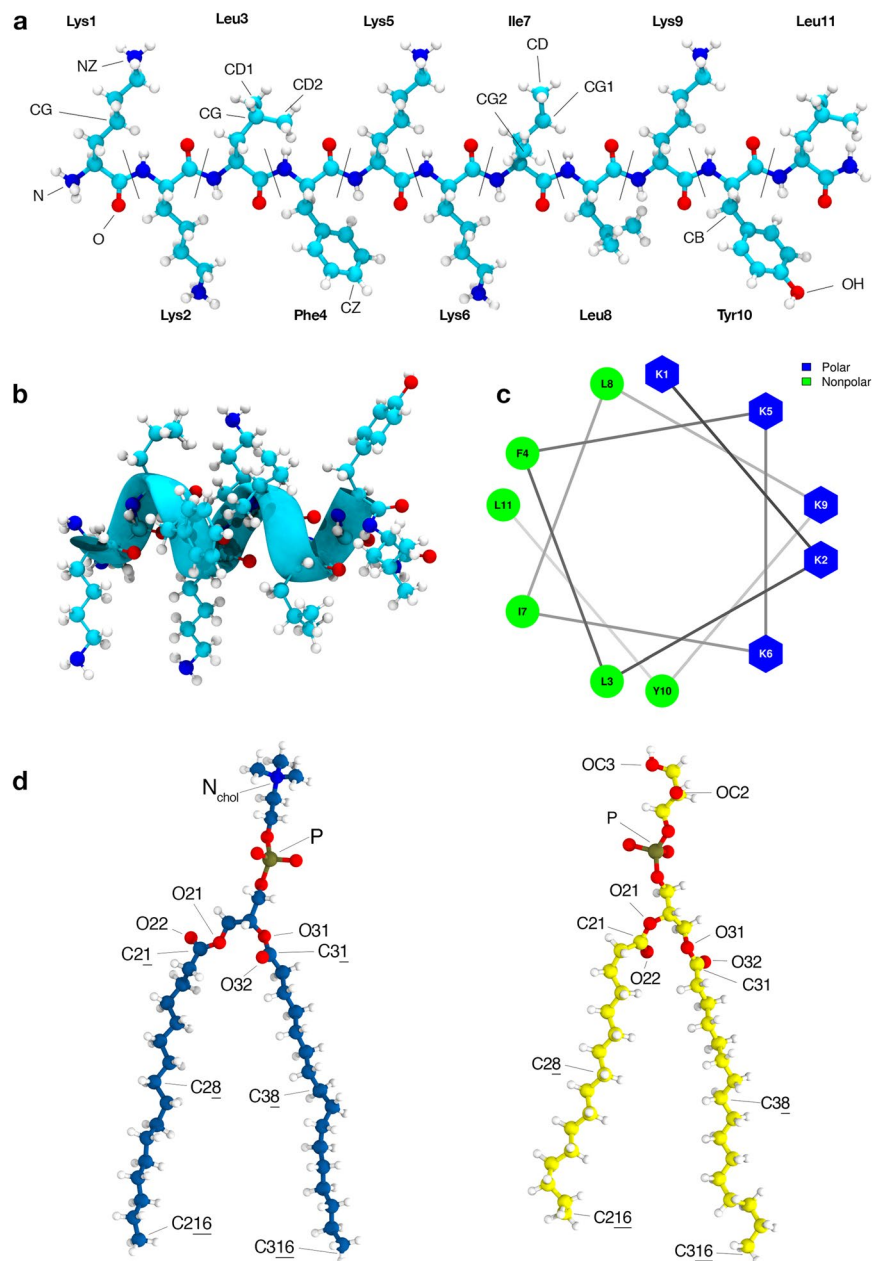 a
Lys1
Leu3
Lys5
Ile7
Lys9
Leu11
NZ
CD1
CD2
CD
CG1
CG
CG
CG2
N
O
CZ
CB
OH
Lys2
Phe4
Lys6
Leu8
Tyr10
b
c
Polar
Nonpolar
K1
L8
K5
F4
L11
K9
K2
I7
K6
L3
Y10
d
Nchol
P
O21
O22
C21
O31
C31
O32
C28
C38
C216
C316
OC3
OC2
P
O21
C21
O22
O31
O32
C31
C28
C38
C216
C316